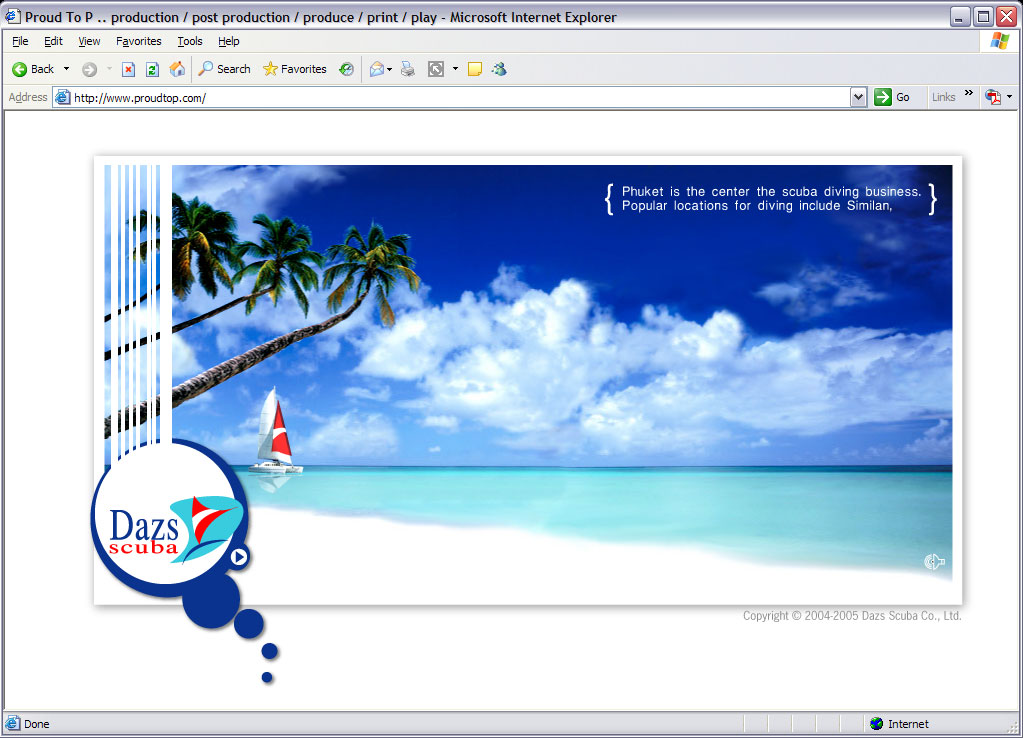 Proud To P .. production / post production / produce / print / play - Microsoft Internet Explorer
File Edit View Favorites Tools Help
Back Search Favorites
Address http://www.proudtop.com/ Go Links »
{ Phuket is the center the scuba diving business. }
Popular locations for diving include Similan,
Dazs
scuba
Copyright © 2004-2005 Dazs Scuba Co., Ltd.
Done Internet